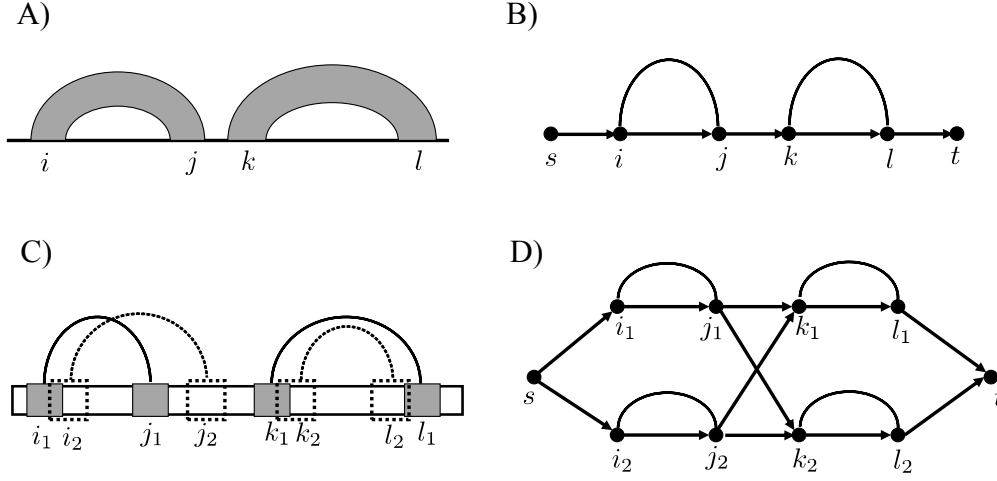 A)
i j k l
B)
s i j k l t
C)
i₁ i₂ j₁ j₂ k₁ k₂ l₂ l₁
D)
i₁ j₁ k₁ l₁
s t
i₂ j₂ k₂ l₂